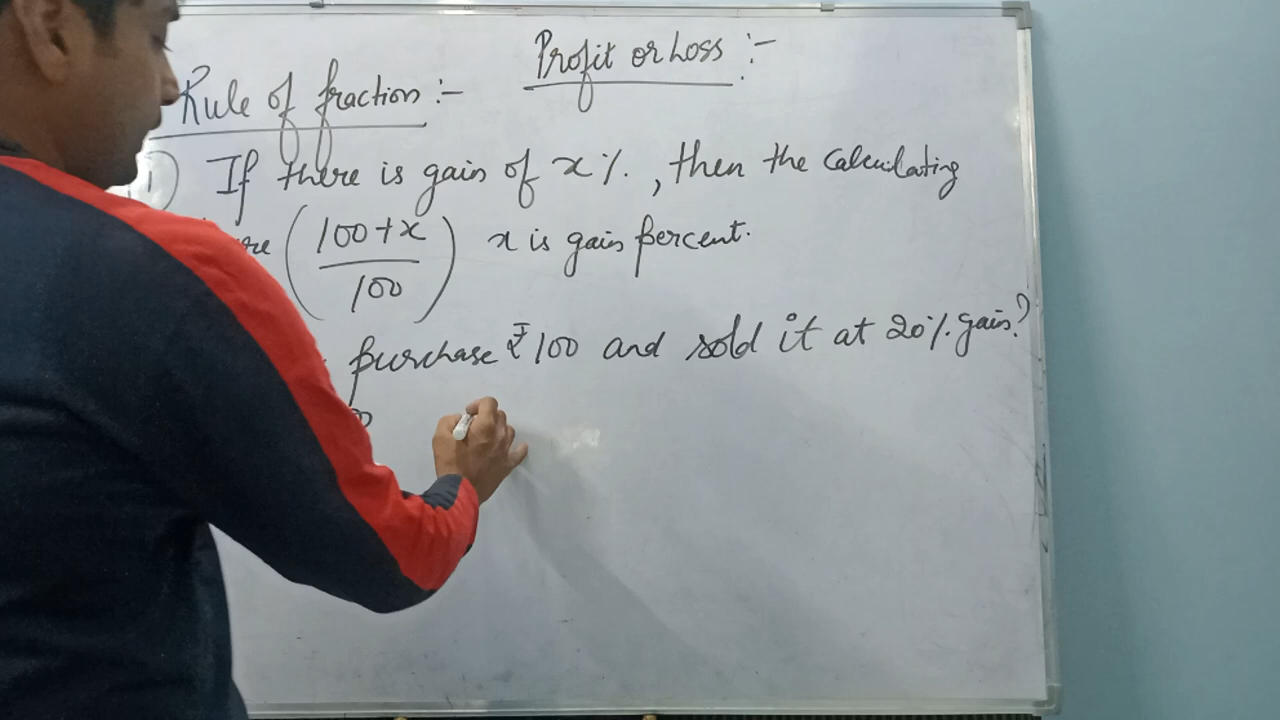 Profit or Loss :-
Rule of fraction :-
1) If there is gain of x%, then the Calculating
(100+x/100) x is gain percent.
purchase ₹100 and sold it at 20% gain?